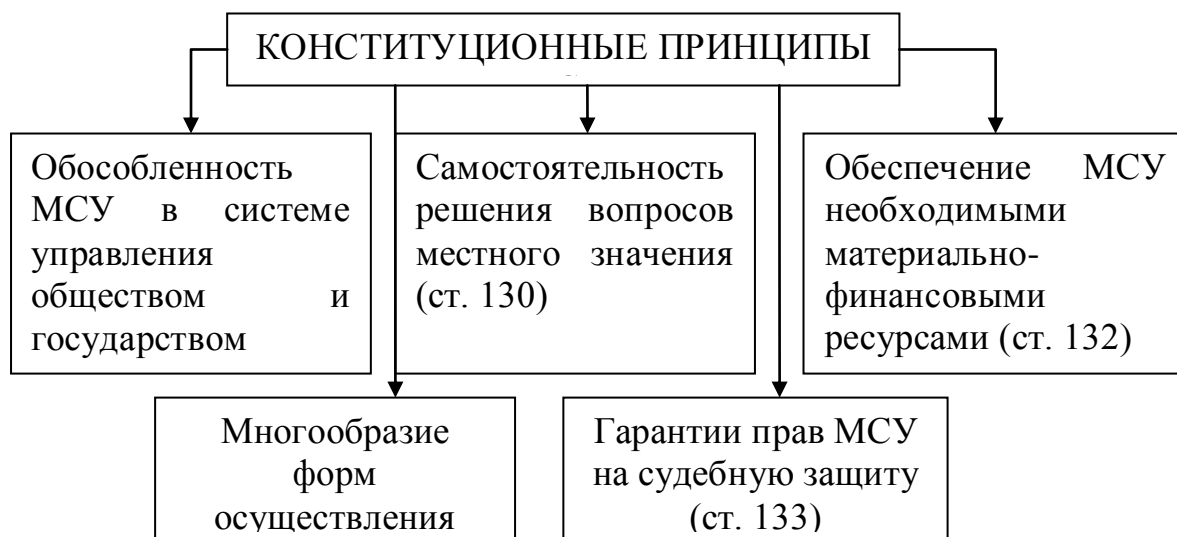 КОНСТИТУЦИОННЫЕ ПРИНЦИПЫ
Обособленность
МСУ в системе
управления
обществом и
государством
Самостоятельность
решения вопросов
местного значения
(ст. 130)
Обеспечение МСУ
необходимыми
материально-
финансовыми
ресурсами (ст. 132)
Многообразие
форм
осуществления
Гарантии прав МСУ
на судебную защиту
(ст. 133)